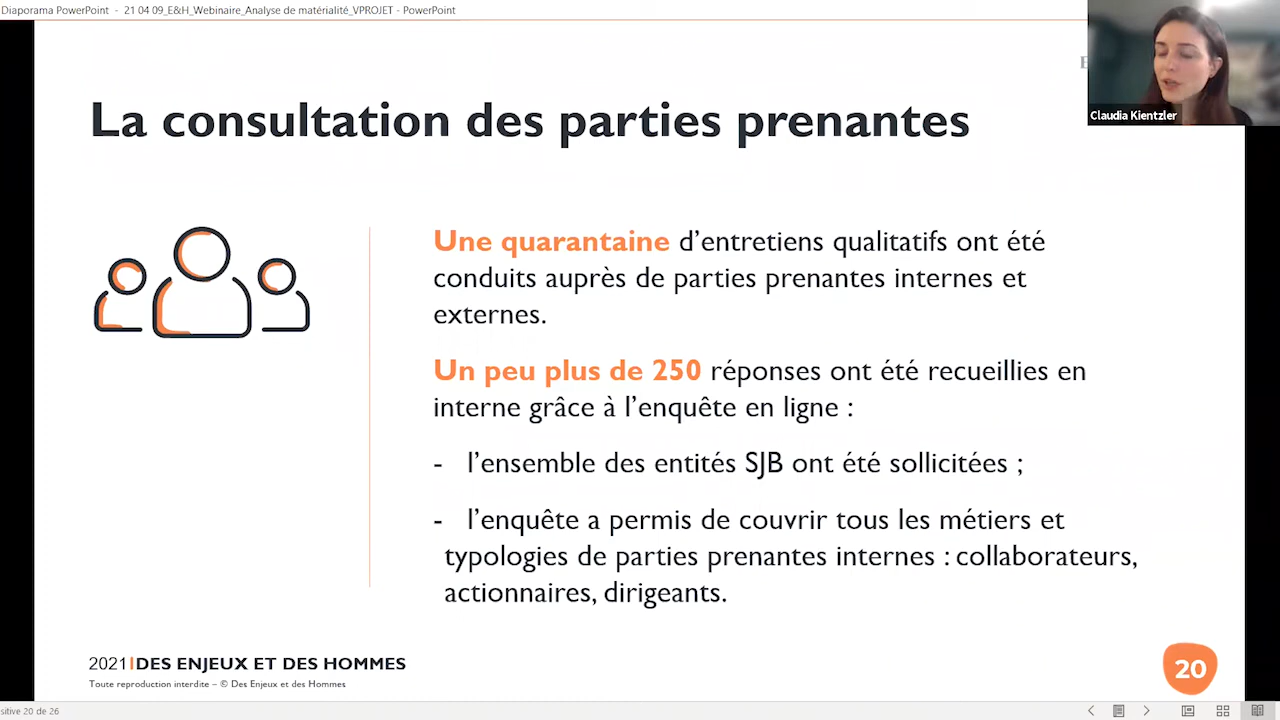 Diaporama PowerPoint - 21 04 09_E&H_Webinaire_Analyse de matérialité_VPROJET - PowerPoint
Claudia Kientzler
La consultation des parties prenantes
Une quarantaine d’entretiens qualitatifs ont été
conduits auprès de parties prenantes internes et
externes.
Un peu plus de 250 réponses ont été recueillies en
interne grâce à l’enquête en ligne :
- l’ensemble des entités SJB ont été sollicitées ;
- l’enquête a permis de couvrir tous les métiers et
typologies de parties prenantes internes : collaborateurs,
actionnaires, dirigeants.
2021 | DES ENJEUX ET DES HOMMES
Toute reproduction interdite – © Des Enjeux et des Hommes
20
sitive 20 de 26